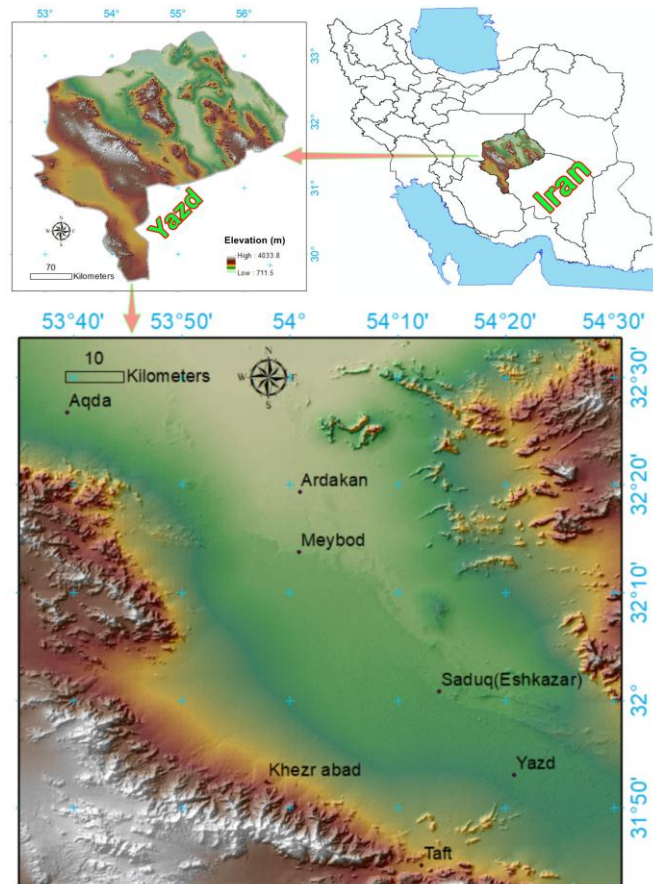 53° 54° 55° 56°
33°
32°
31°
30°
Yazd
Iran
N
W E
S
Elevation (m)
High : 4033.8
Low : 711.5
70
Kilometers
53°40' 53°50' 54° 54°10' 54°20' 54°30'
10
Kilometers
N
W E
S
32°30'
Aqda
32°20'
Ardakan
Meybod
32°10'
Saduq(Eshkazar)
32°
Khezr abad
Yazd
31°50'
Taft